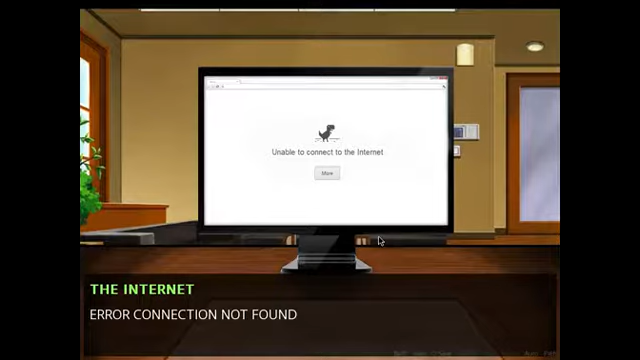 Unable to connect to the Internet
More
THE INTERNET
ERROR CONNECTION NOT FOUND